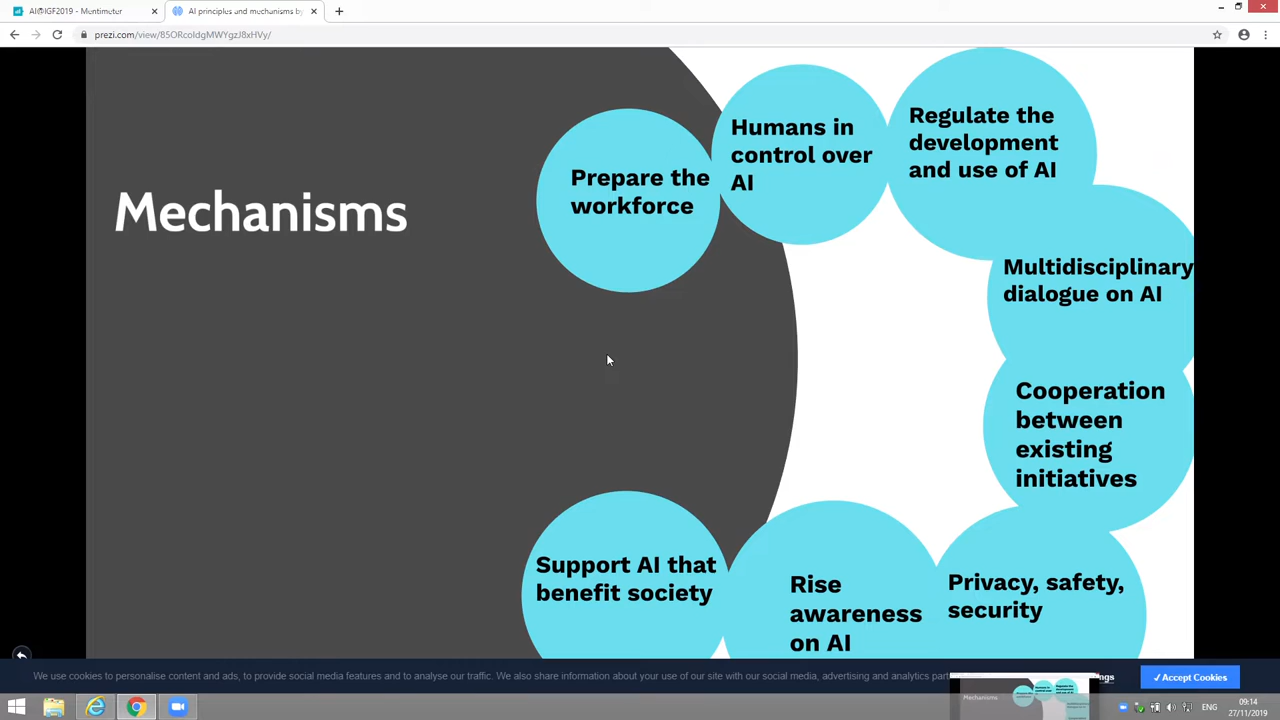 AI@IGF2019 - Mentimeter
AI principles and mechanisms by
prezi.com/view/85ORcoIdgMWYgzJ8xHVy/
Mechanisms
Prepare the
workforce
Humans in
control over
AI
Regulate the
development
and use of AI
Multidisciplinary
dialogue on AI
Cooperation
between
existing
initiatives
Privacy, safety,
security
Rise
awareness
on AI
Support AI that
benefit society
We use cookies to personalise content and ads, to provide social media features and to analyse our traffic. We also share information about your use of our site with our social media, advertising and analytics
✓ Accept Cookies
Mechanisms
ENG
09:14
27/11/2019